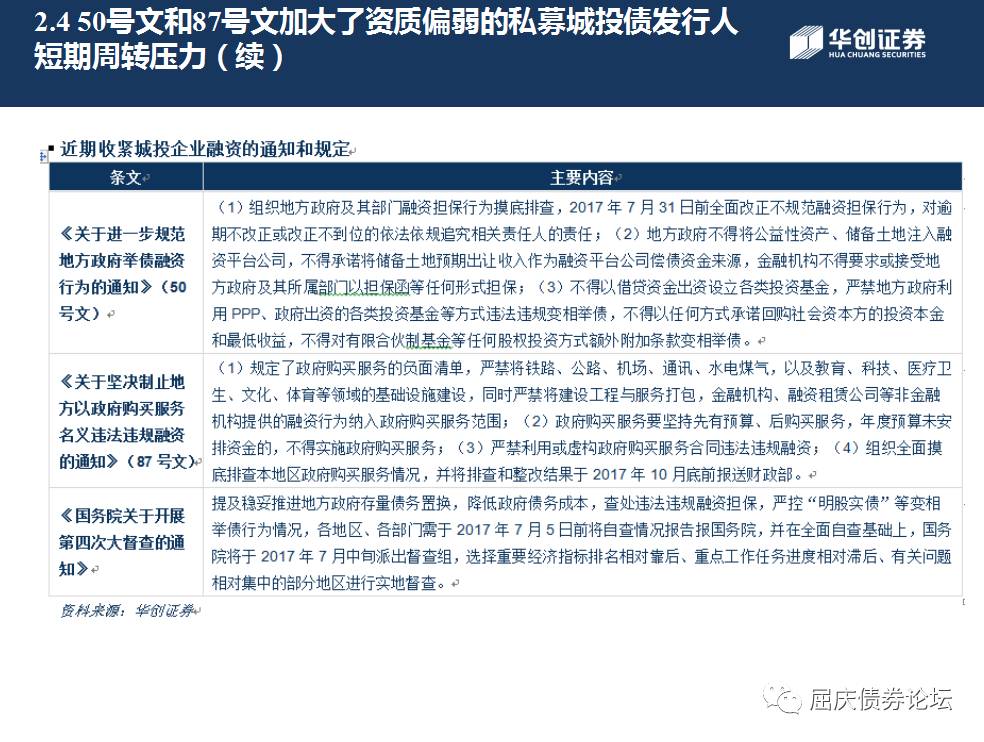 2.4 50号文和87号文加大了资质偏弱的私募城投债发行人
短期周转压力（续）
华创证券
HUA CHUANG SECURITIES
近期收紧城投企业融资的通知和规定
条文
主要内容
《关于进一步规范
地方政府举债融资
行为的通知》（50
号文）
（1）组织地方政府及其部门融资担保行为摸底排查，2017 年 7 月 31 日前全面改正不规范融资担保行为，对逾
期不改正或改正不到位的依法依规追究相关责任人的责任；（2）地方政府不得将公益性资产、储备土地注入融
资平台公司，不得承诺将储备土地预期出让收入作为融资平台公司偿债资金来源，金融机构不得要求或接受地
方政府及其所属部门以担保函等任何形式担保；（3）不得以借贷资金出资设立各类投资基金，严禁地方政府利
用 PPP、政府出资的各类投资基金等方式违法违规变相举债，不得以任何方式承诺回购社会资本方的投资本金
和最低收益，不得对有限合伙制基金等任何股权投资方式额外附加条款变相举债。
《关于坚决制止地
方以政府购买服务
名义违法违规融资
的通知》（87 号文）
（1）规定了政府购买服务的负面清单，严禁将铁路、公路、机场、通讯、水电煤气，以及教育、科技、医疗卫
生、文化、体育等领域的基础设施建设，同时严禁将建设工程与服务打包，金融机构、融资租赁公司等非金融
机构提供的融资行为纳入政府购买服务范围；（2）政府购买服务要坚持先有预算、后购买服务，年度预算未安
排资金的，不得实施政府购买服务；（3）严禁利用或虚构政府购买服务合同违法违规融资；（4）组织全面摸
底排查本地区政府购买服务情况，并将排查和整改结果于 2017 年 10 月底前报送财政部。
《国务院关于开展
第四次大督查的通
知》
提及稳妥推进地方政府存量债务置换，降低政府债务成本，查处违法违规融资担保，严控“明股实债”等变相
举债行为情况，各地区、各部门需于 2017 年 7 月 5 日前将自查情况报告报国务院，并在全面自查基础上，国务
院将于 2017 年 7 月中旬派出督查组，选择重要经济指标排名相对靠后、重点工作任务进度相对滞后、有关问题
相对集中的部分地区进行实地督查。
资料来源：华创证券
屈庆债券论坛